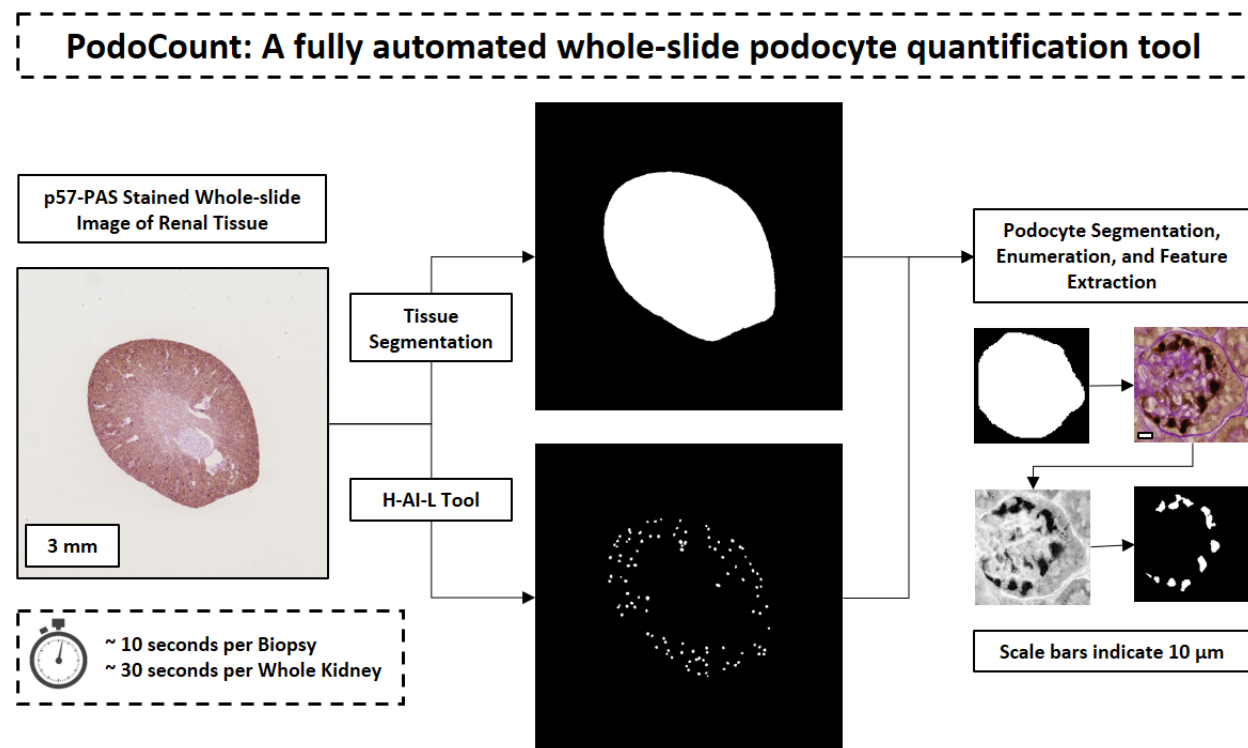 PodoCount: A fully automated whole-slide podocyte quantification tool
p57-PAS Stained Whole-slide
Image of Renal Tissue
3 mm
Tissue
Segmentation
H-AI-L Tool
Podocyte Segmentation,
Enumeration, and Feature
Extraction
~ 10 seconds per Biopsy
~ 30 seconds per Whole Kidney
Scale bars indicate 10 μm